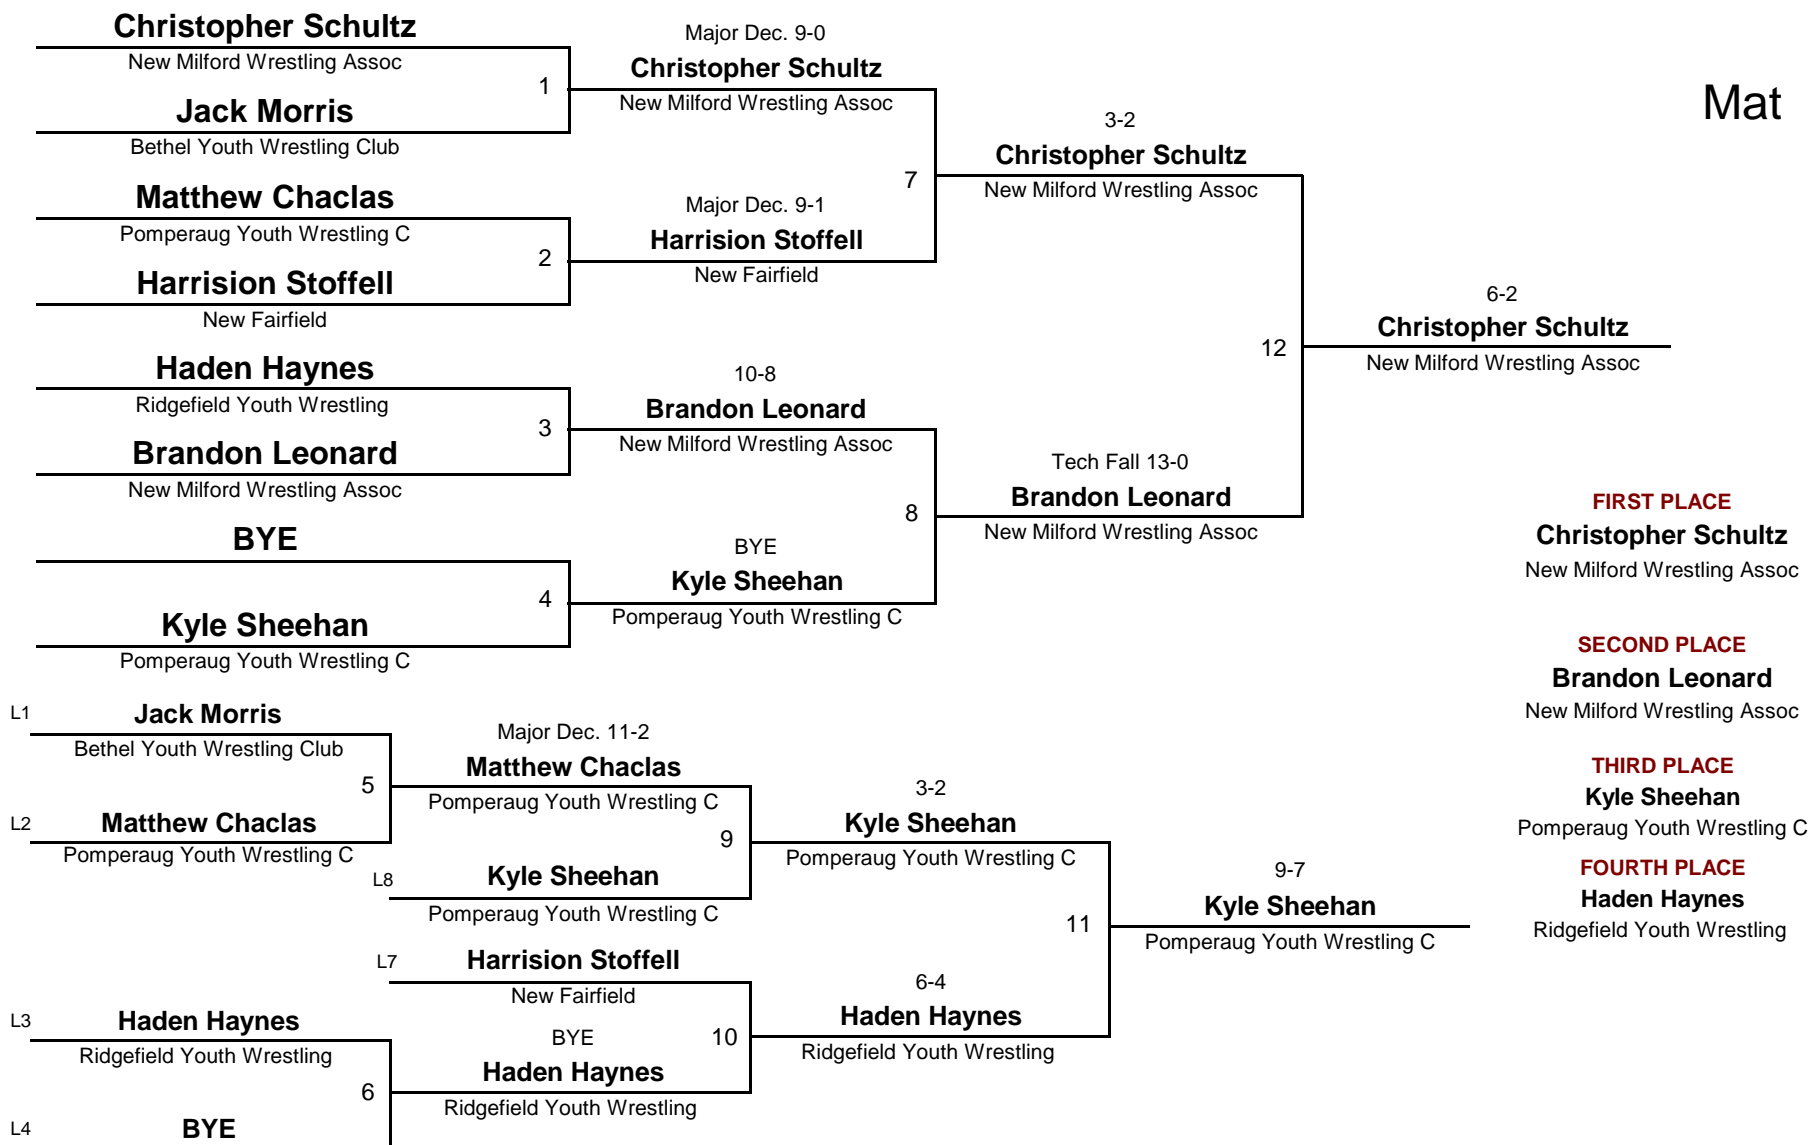 Christopher Schultz
New Milford Wrestling Assoc
1
Jack Morris
Bethel Youth Wrestling Club
Matthew Chaclas
Pomperaug Youth Wrestling C
2
Harrision Stoffell
New Fairfield
Haden Haynes
Ridgefield Youth Wrestling
3
Brandon Leonard
New Milford Wrestling Assoc
BYE
4
Kyle Sheehan
Pomperaug Youth Wrestling C
Major Dec. 9-0
Christopher Schultz
New Milford Wrestling Assoc
7
Major Dec. 9-1
Harrision Stoffell
New Fairfield
10-8
Brandon Leonard
New Milford Wrestling Assoc
8
BYE
Kyle Sheehan
Pomperaug Youth Wrestling C
3-2
Christopher Schultz
New Milford Wrestling Assoc
12
Tech Fall 13-0
Brandon Leonard
New Milford Wrestling Assoc
6-2
Christopher Schultz
New Milford Wrestling Assoc
Mat
FIRST PLACE
Christopher Schultz
New Milford Wrestling Assoc
SECOND PLACE
Brandon Leonard
New Milford Wrestling Assoc
THIRD PLACE
Kyle Sheehan
Pomperaug Youth Wrestling C
FOURTH PLACE
Haden Haynes
Ridgefield Youth Wrestling
L1 Jack Morris
Bethel Youth Wrestling Club
5
L2 Matthew Chaclas
Pomperaug Youth Wrestling C
L3 Haden Haynes
Ridgefield Youth Wrestling
6
L4 BYE
Major Dec. 11-2
Matthew Chaclas
Pomperaug Youth Wrestling C
9
L8 Kyle Sheehan
Pomperaug Youth Wrestling C
L7 Harrision Stoffell
New Fairfield
10
BYE
Haden Haynes
Ridgefield Youth Wrestling
3-2
Kyle Sheehan
Pomperaug Youth Wrestling C
11
6-4
Haden Haynes
Ridgefield Youth Wrestling
9-7
Kyle Sheehan
Pomperaug Youth Wrestling C